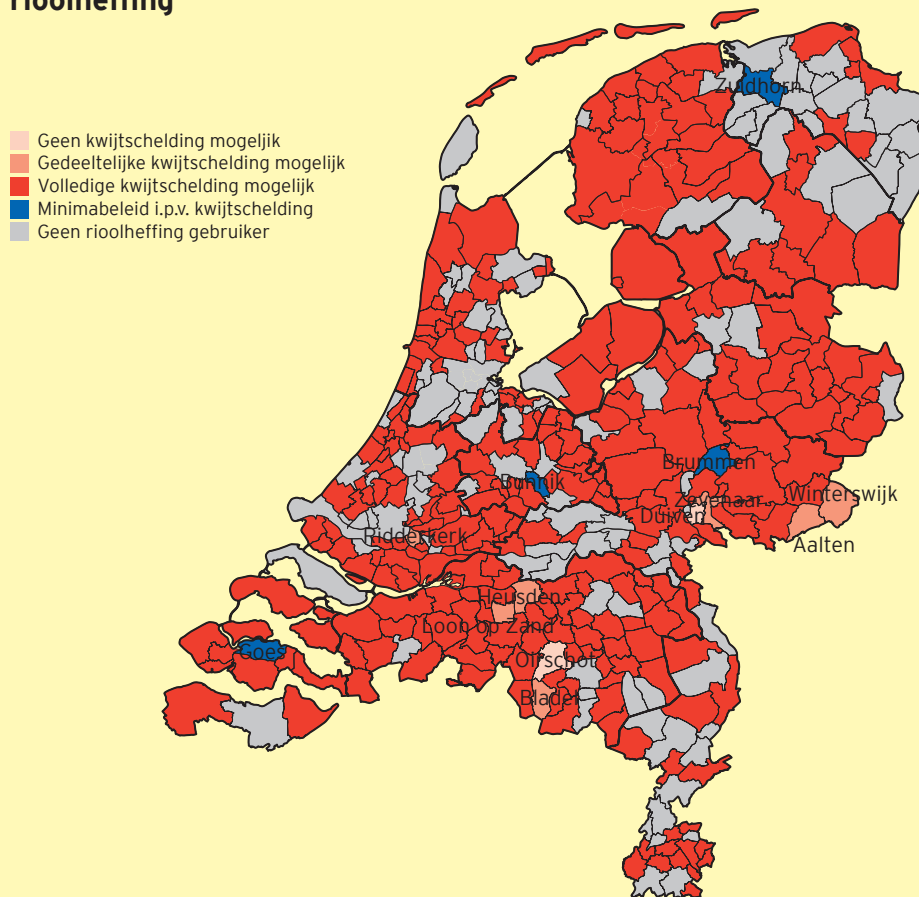 rioolheffing
Geen kwijtschelding mogelijk
Gedeeltelijke kwijtschelding mogelijk
Volledige kwijtschelding mogelijk
Minimabeleid i.p.v. kwijtschelding
Geen rioolheffing gebruiker
Zuidhorn
Brummen
Bunnik
Zevenaar
Winterswijk
Duiven
Ridderkerk
Aalten
Heusden
Loon op Zand
Goes
Oirschot
Bladel